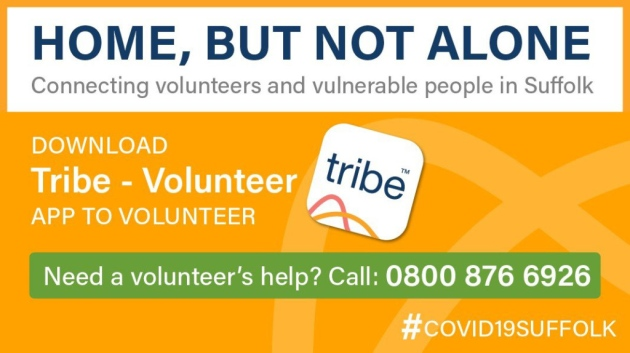 HOME, BUT NOT ALONE
Connecting volunteers and vulnerable people in Suffolk
DOWNLOAD
Tribe - Volunteer
APP TO VOLUNTEER
tribe™
Need a volunteer's help? Call: 0800 876 6926
#COVID19SUFFOLK